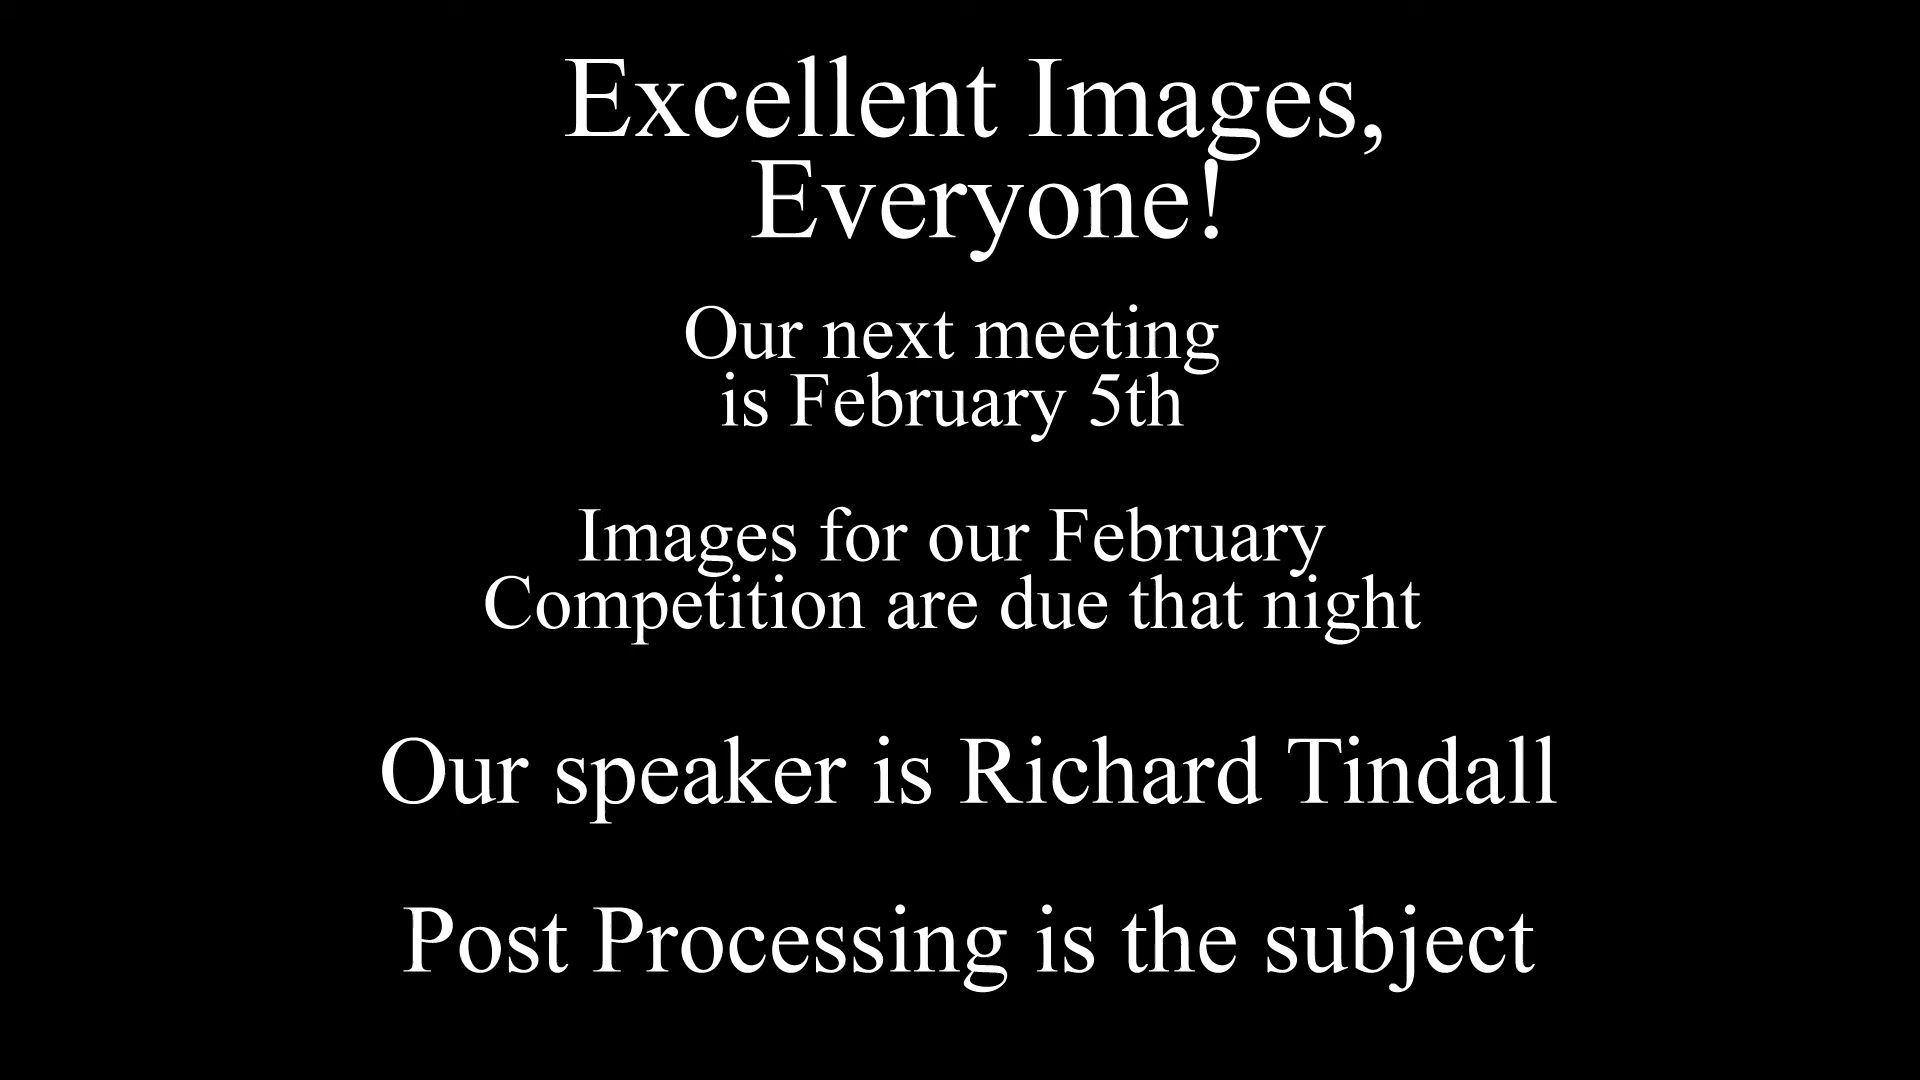 Excellent Images,
Everyone!
Our next meeting
is February 5th
Images for our February
Competition are due that night
Our speaker is Richard Tindall
Post Processing is the subject